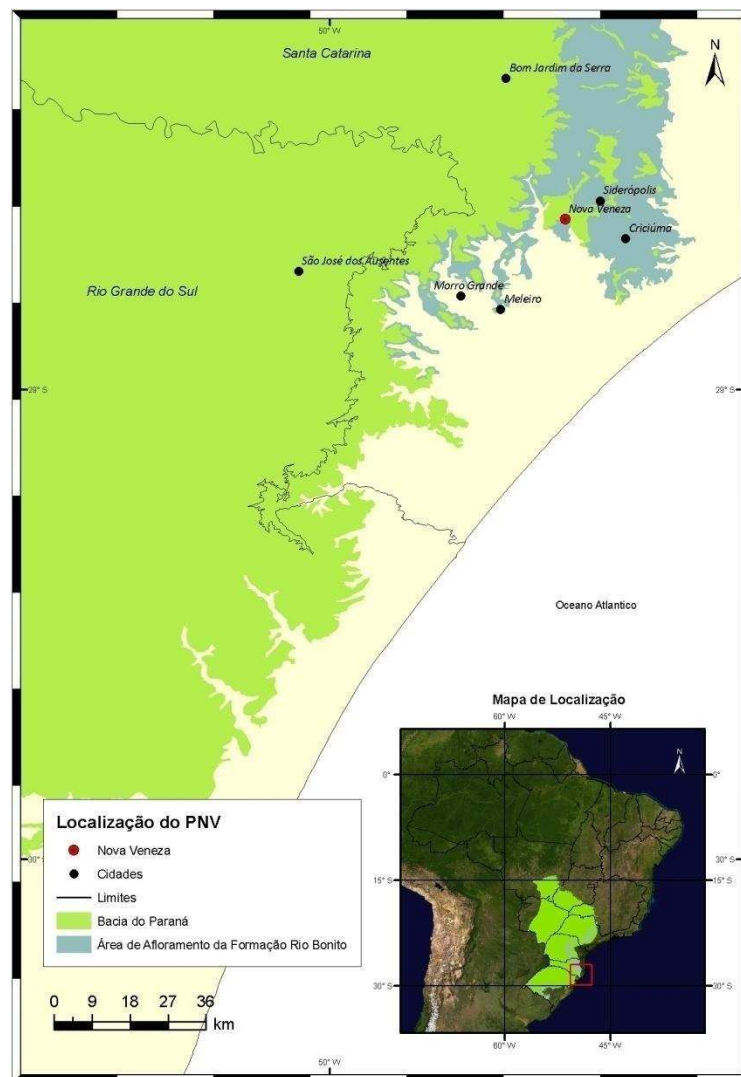 50° W
Santa Catarina
Bom Jardim da Serra
N
Siderópolis
Nova Veneza
Criciúma
São José dos Ausentes
Rio Grande do Sul
Morro Grande
Meleiro
29° S
29° S
Oceano Atlantico
Mapa de Localização
60° W
45° W
N
0°
0°
15° S
15° S
30° S
30° S
60° W
45° W
30° S
30° S
Localização do PNV
Nova Veneza
Cidades
Limites
Bacia do Paraná
Área de Afloramento da Formação Rio Bonito
0 9 18 27 36
km
50° W